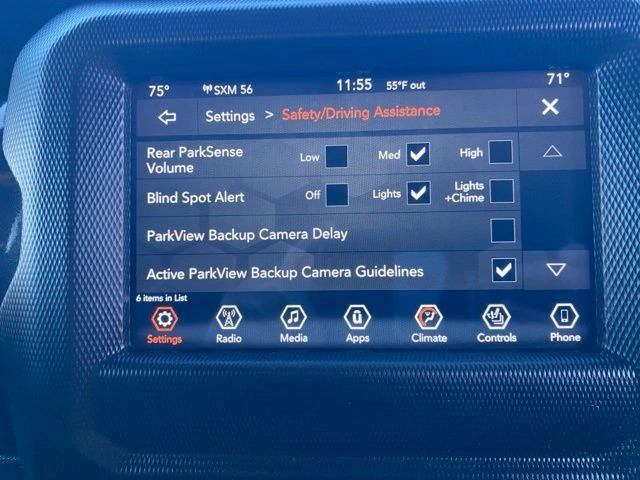 75° SXM 56 11:55 55°F out 71°
Settings > Safety/Driving Assistance
Rear ParkSense Volume Low Med High
Blind Spot Alert Off Lights Lights +Chime
ParkView Backup Camera Delay
Active ParkView Backup Camera Guidelines
6 items in List
Settings Radio Media Apps Climate Controls Phone